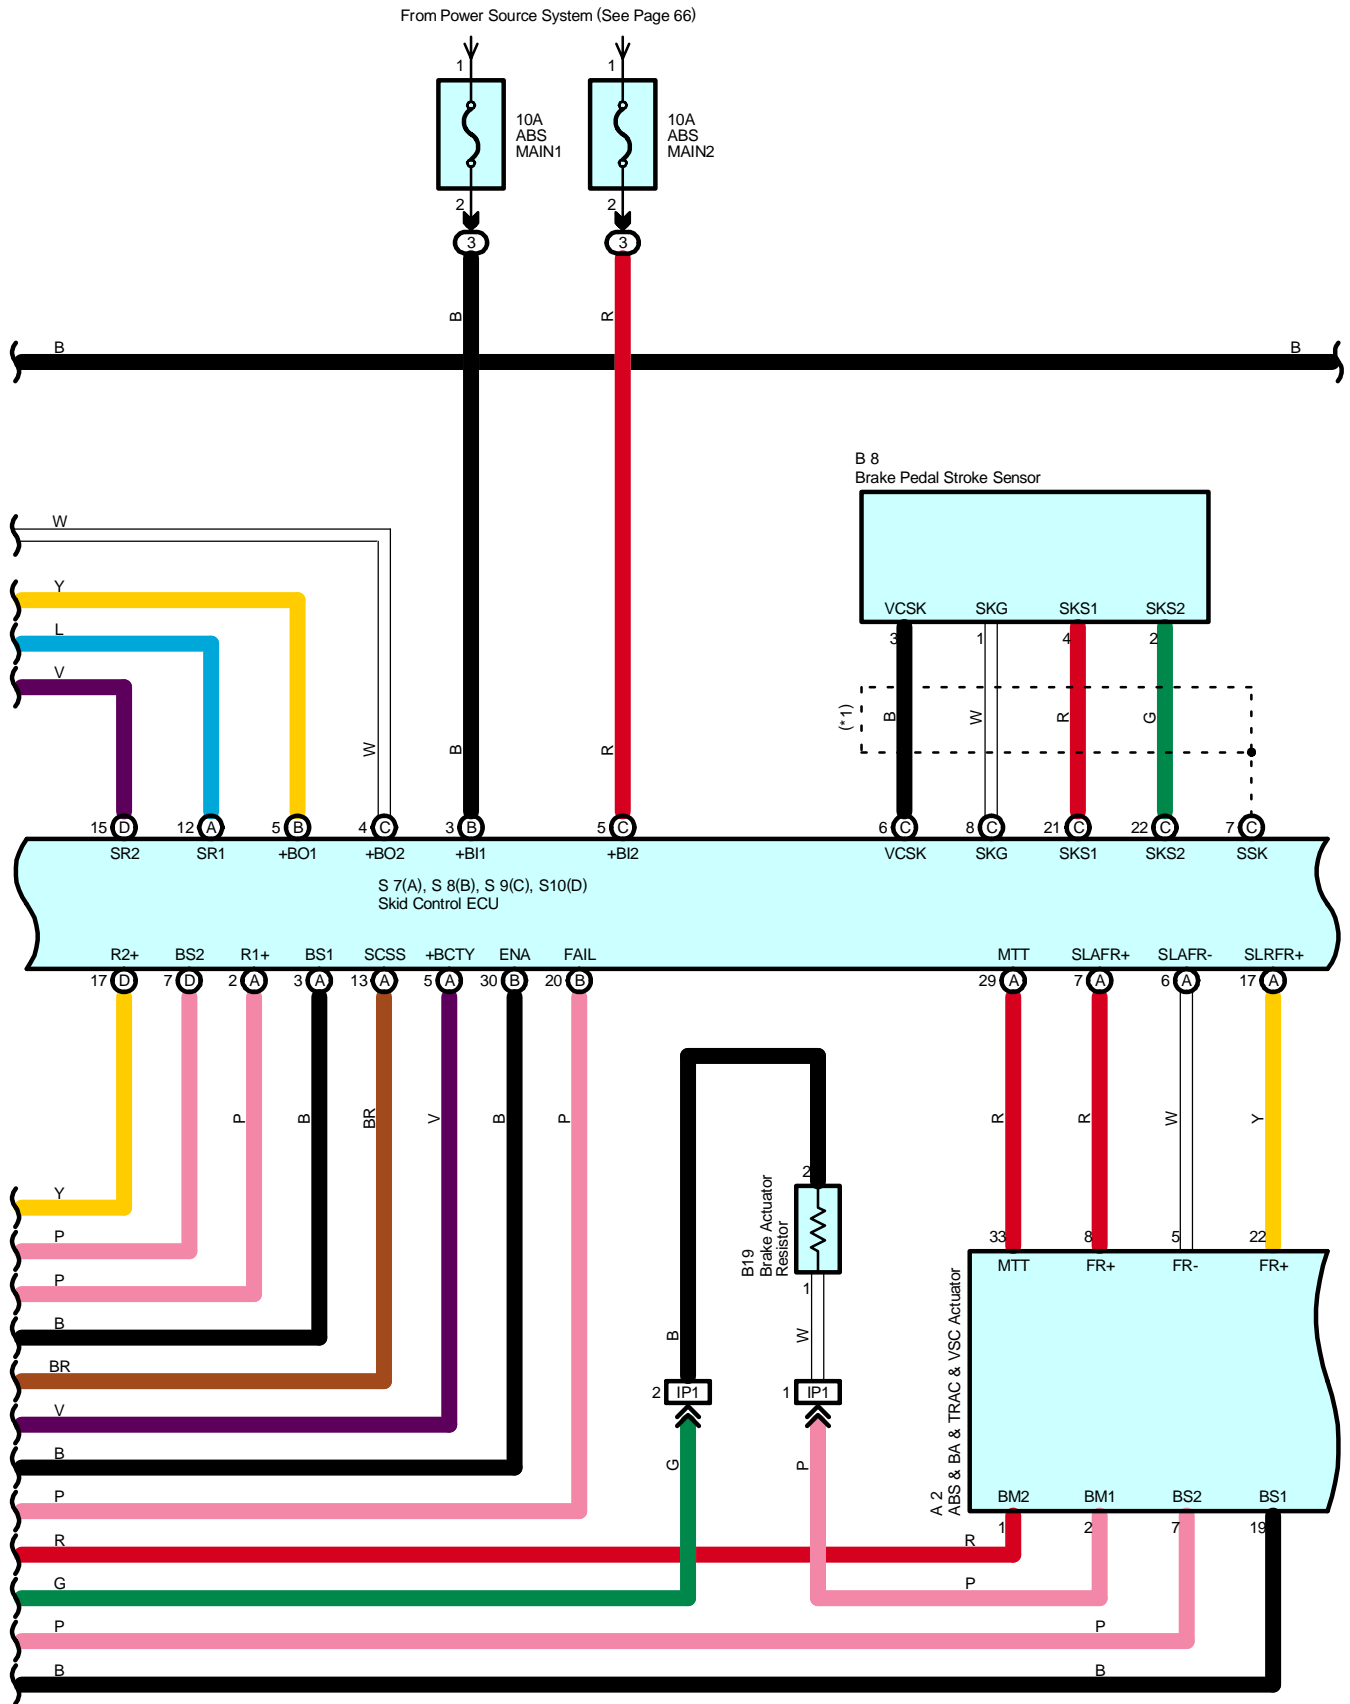 From Power Source System (See Page 66)
1 1
10A
ABS
MAIN1
10A
ABS
MAIN2
2 2
3 3
B R
B B
B 8
Brake Pedal Stroke Sensor
W
Y
L
V
VCSK SKG SKS1 SKS2
3 1 4 2
(*1) B W R G
W B R
15 D 12 A 5 B 4 C 3 B 5 C 6 C 8 C 21 C 22 C 7 C
SR2 SR1 +BO1 +BO2 +BI1 +BI2 VCSK SKG SKS1 SKS2 SSK
S 7(A), S 8(B), S 9(C), S10(D)
Skid Control ECU
R2+ BS2 R1+ BS1 SCSS +BCTY ENA FAIL MTT SLAFR+ SLAFR- SLRFR+
17 D 7 D 2 A 3 A 13 A 5 A 30 B 20 B 29 A 7 A 6 A 17 A
P B BR V B P R R W Y
2
B19
Brake Actuator
Resistor
1
Y
P
P
B
BR
V
B
P
B W
2 IP1 1 IP1
G P
33 8 5 22
MTT FR+ FR- FR+
A 2
ABS & BA & TRAC & VSC Actuator
BM2 BM1 BS2 BS1
1 2 7 19
R R
G P
P P
B B